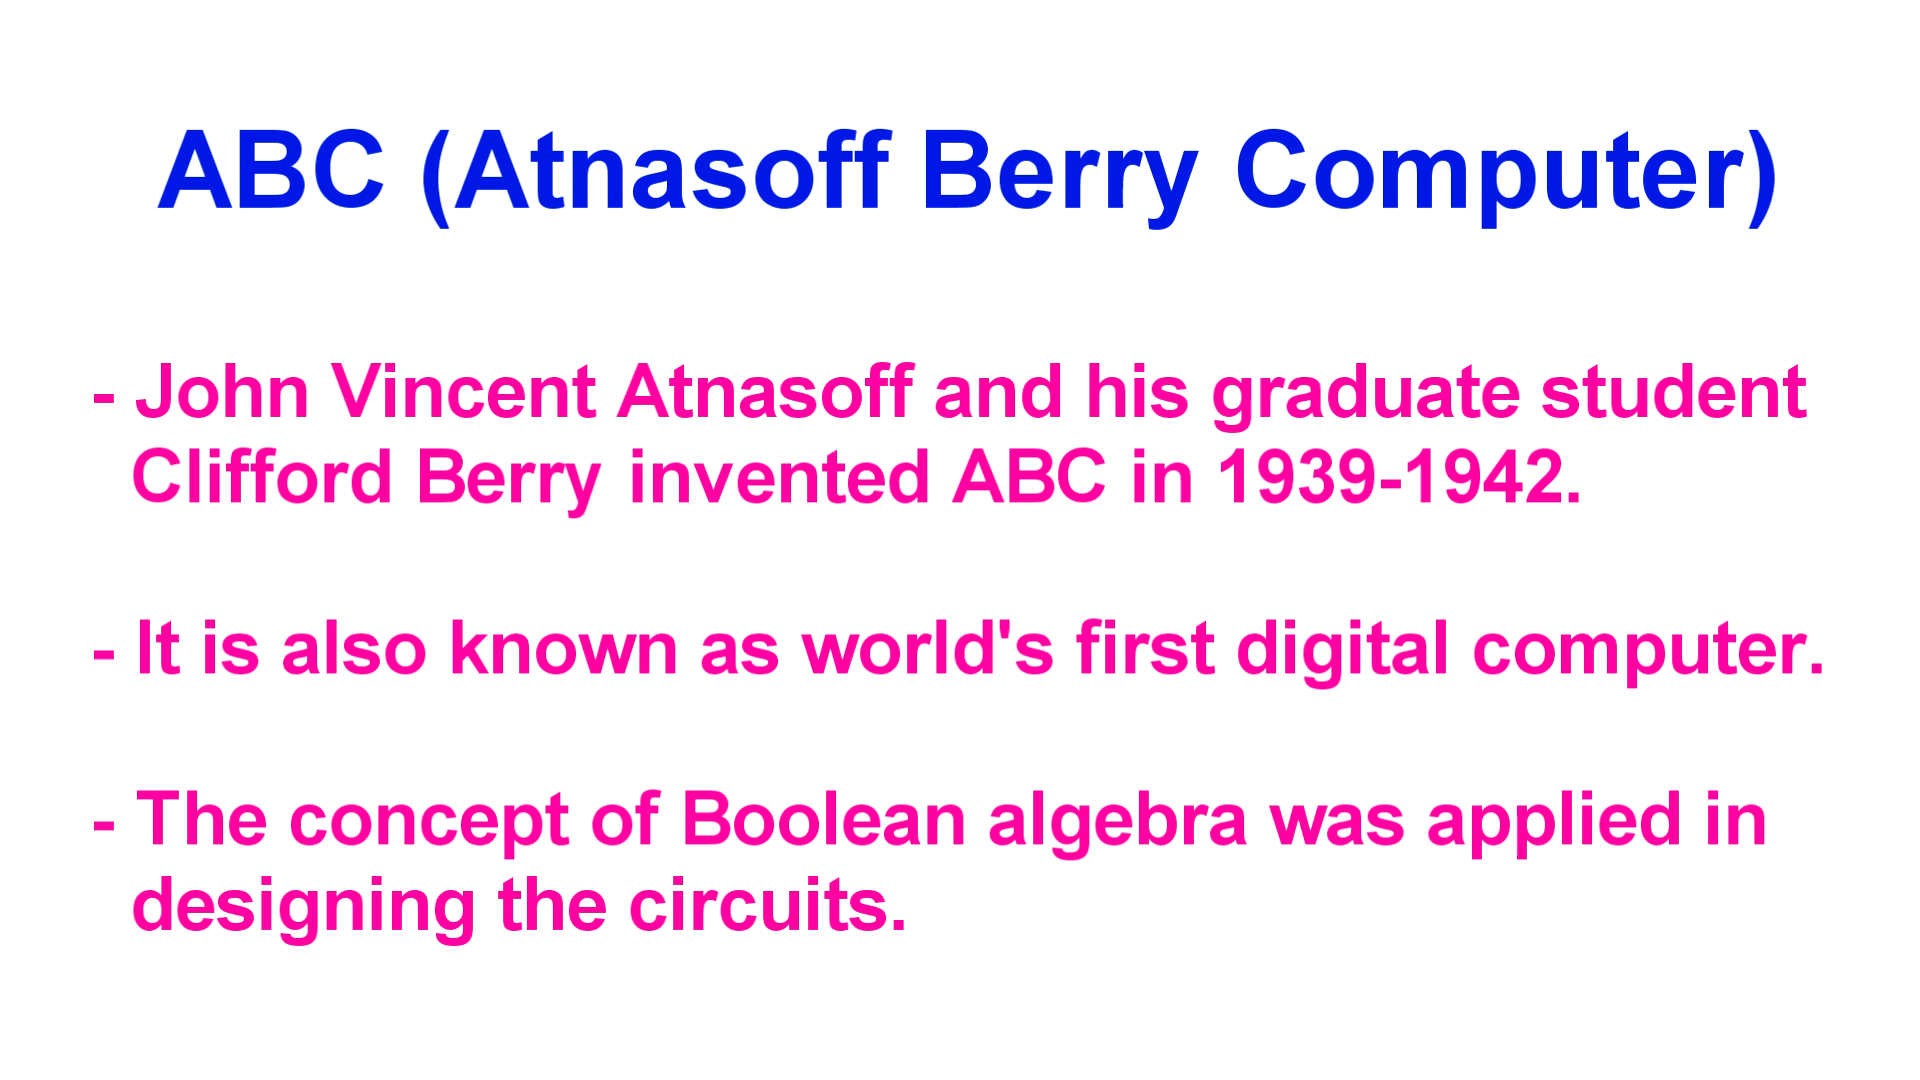 ABC (Atnasoff Berry Computer)
- John Vincent Atnasoff and his graduate student
Clifford Berry invented ABC in 1939-1942.
- It is also known as world's first digital computer.
- The concept of Boolean algebra was applied in
designing the circuits.